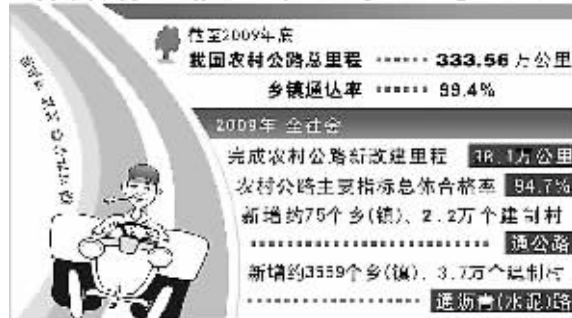 截至2009年底
我国农村公路总里程 ······ 333.56万公里
乡镇通达率 ······ 99.4%
2009年 全社会
完成农村公路新改建里程 38.1万公里
农村公路主要指标总体合格率 94.7%
新增约75个乡(镇)、2.2万个建制村
·························· 通公路
新增约3559个乡(镇)、3.7万个建制村
·················· 通沥青(水泥)路